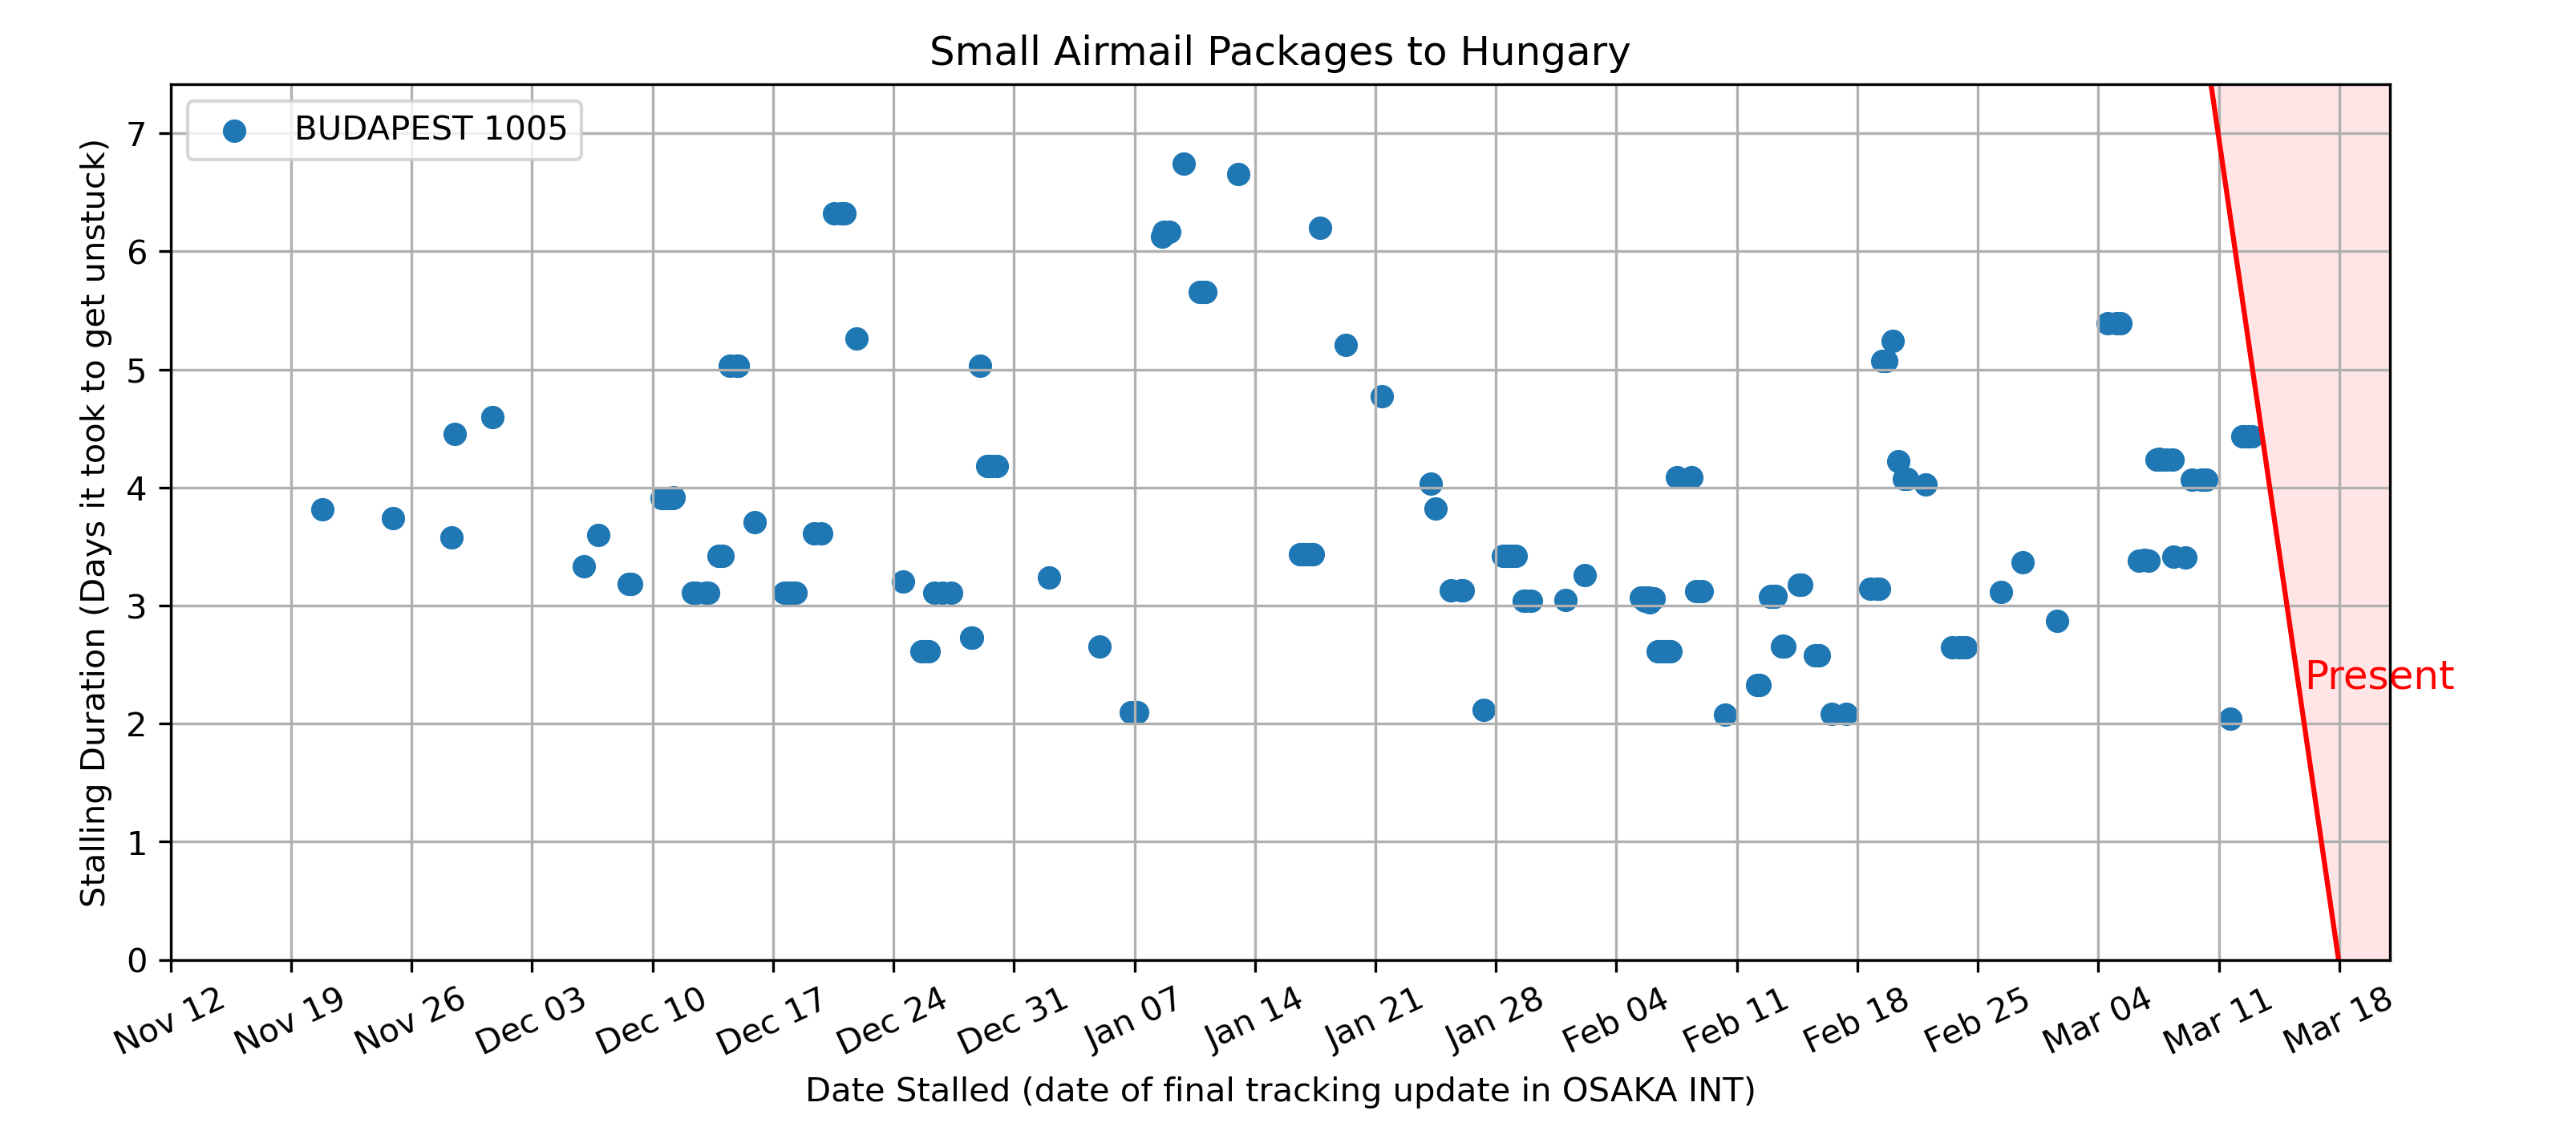 Small Airmail Packages to Hungary
BUDAPEST 1005
Stalling Duration (Days it took to get unstuck)
7
6
5
4
3
2
1
0
Present
Nov 12 Nov 19 Nov 26 Dec 03 Dec 10 Dec 17 Dec 24 Dec 31 Jan 07 Jan 14 Jan 21 Jan 28 Feb 04 Feb 11 Feb 18 Feb 25 Mar 04 Mar 11 Mar 18
Date Stalled (date of final tracking update in OSAKA INT)